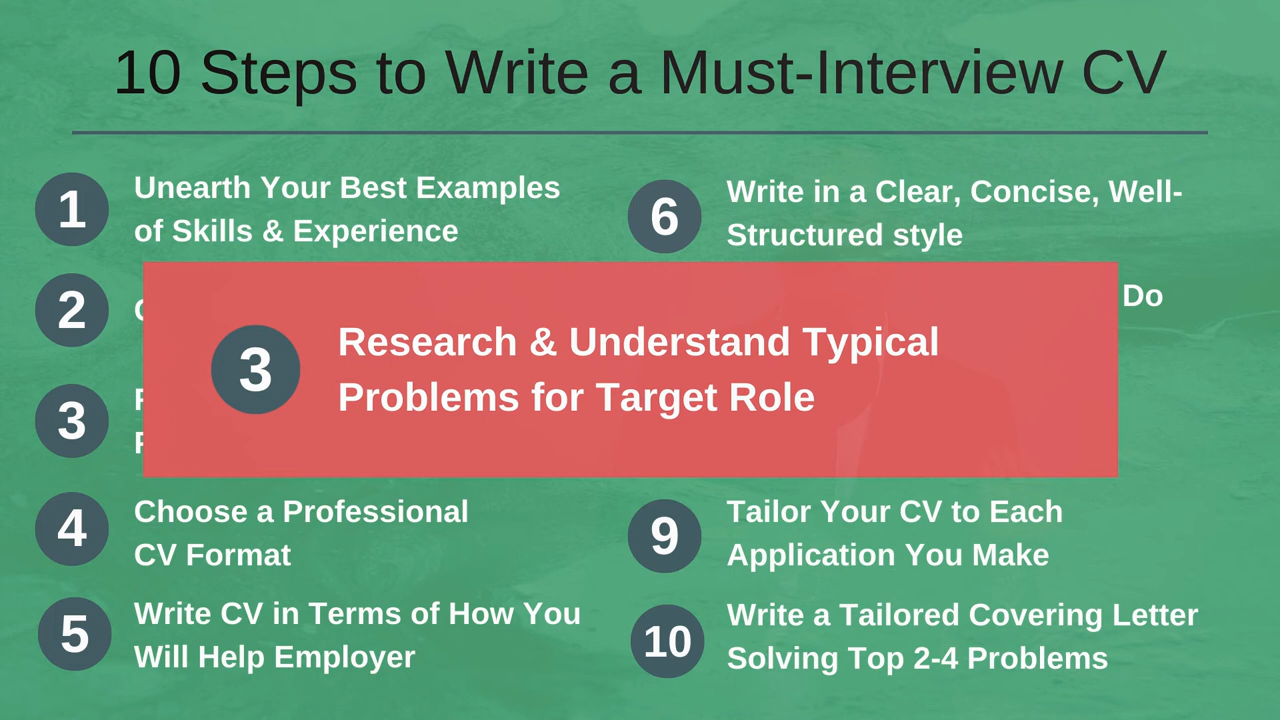 10 Steps to Write a Must-Interview CV
1
Unearth Your Best Examples
of Skills & Experience
2
3
4
Choose a Professional
CV Format
5
Write CV in Terms of How You
Will Help Employer
3
Research & Understand Typical
Problems for Target Role
6
Write in a Clear, Concise, Well-
Structured style
Do
9
Tailor Your CV to Each
Application You Make
10
Write a Tailored Covering Letter
Solving Top 2-4 Problems